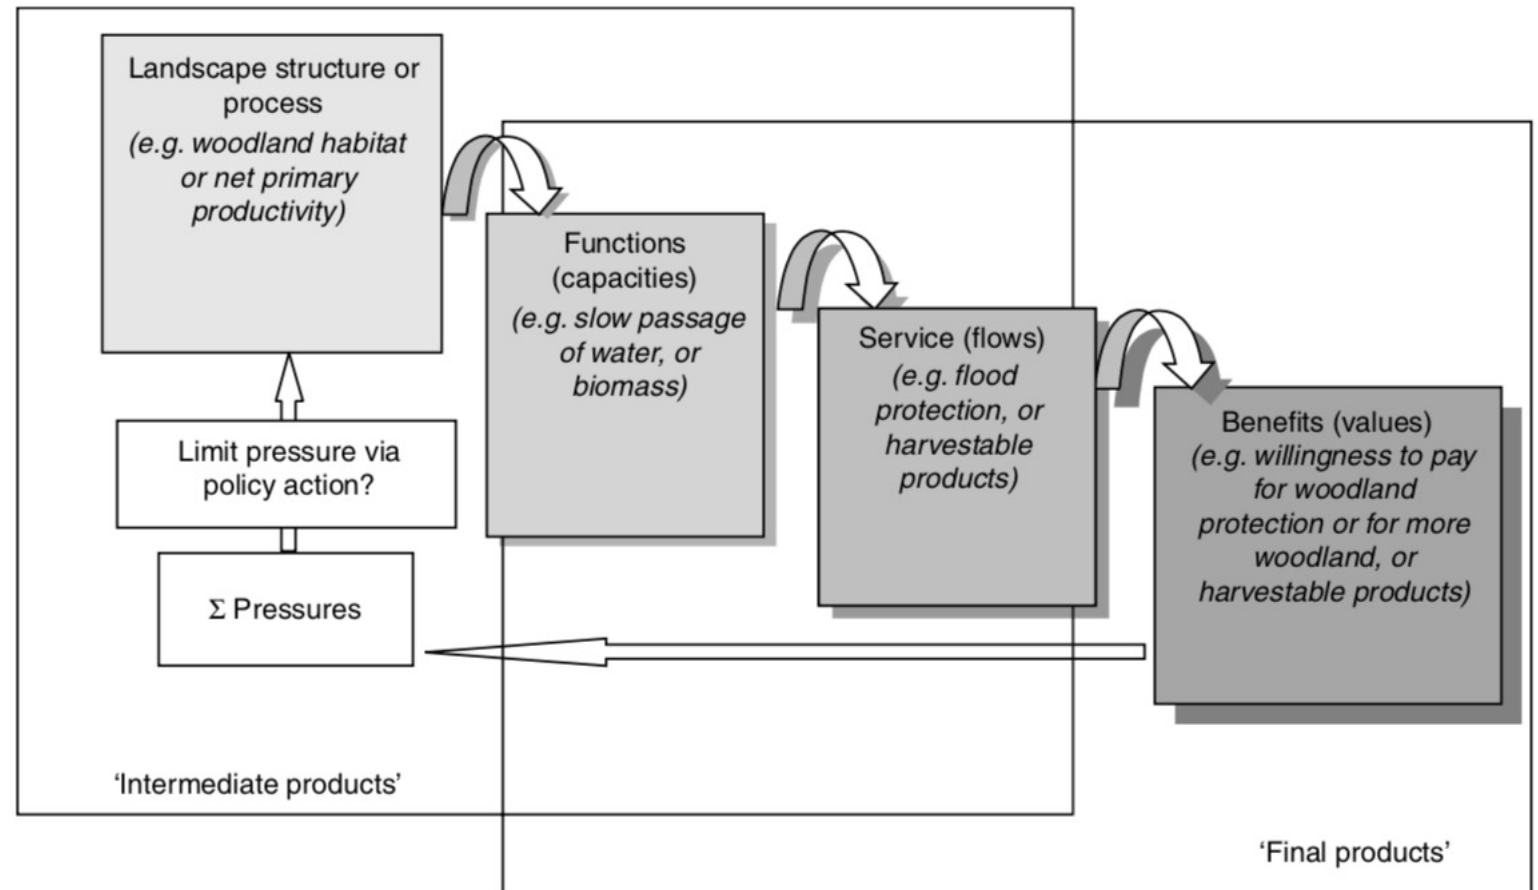 Landscape structure or
process
(e.g. woodland habitat
or net primary
productivity)
Functions
(capacities)
(e.g. slow passage
of water, or
biomass)
Service (flows)
(e.g. flood
protection, or
harvestable
products)
Benefits (values)
(e.g. willingness to pay
for woodland
protection or for more
woodland, or
harvestable products)
Limit pressure via
policy action?
Σ Pressures
‘Intermediate products’
‘Final products’